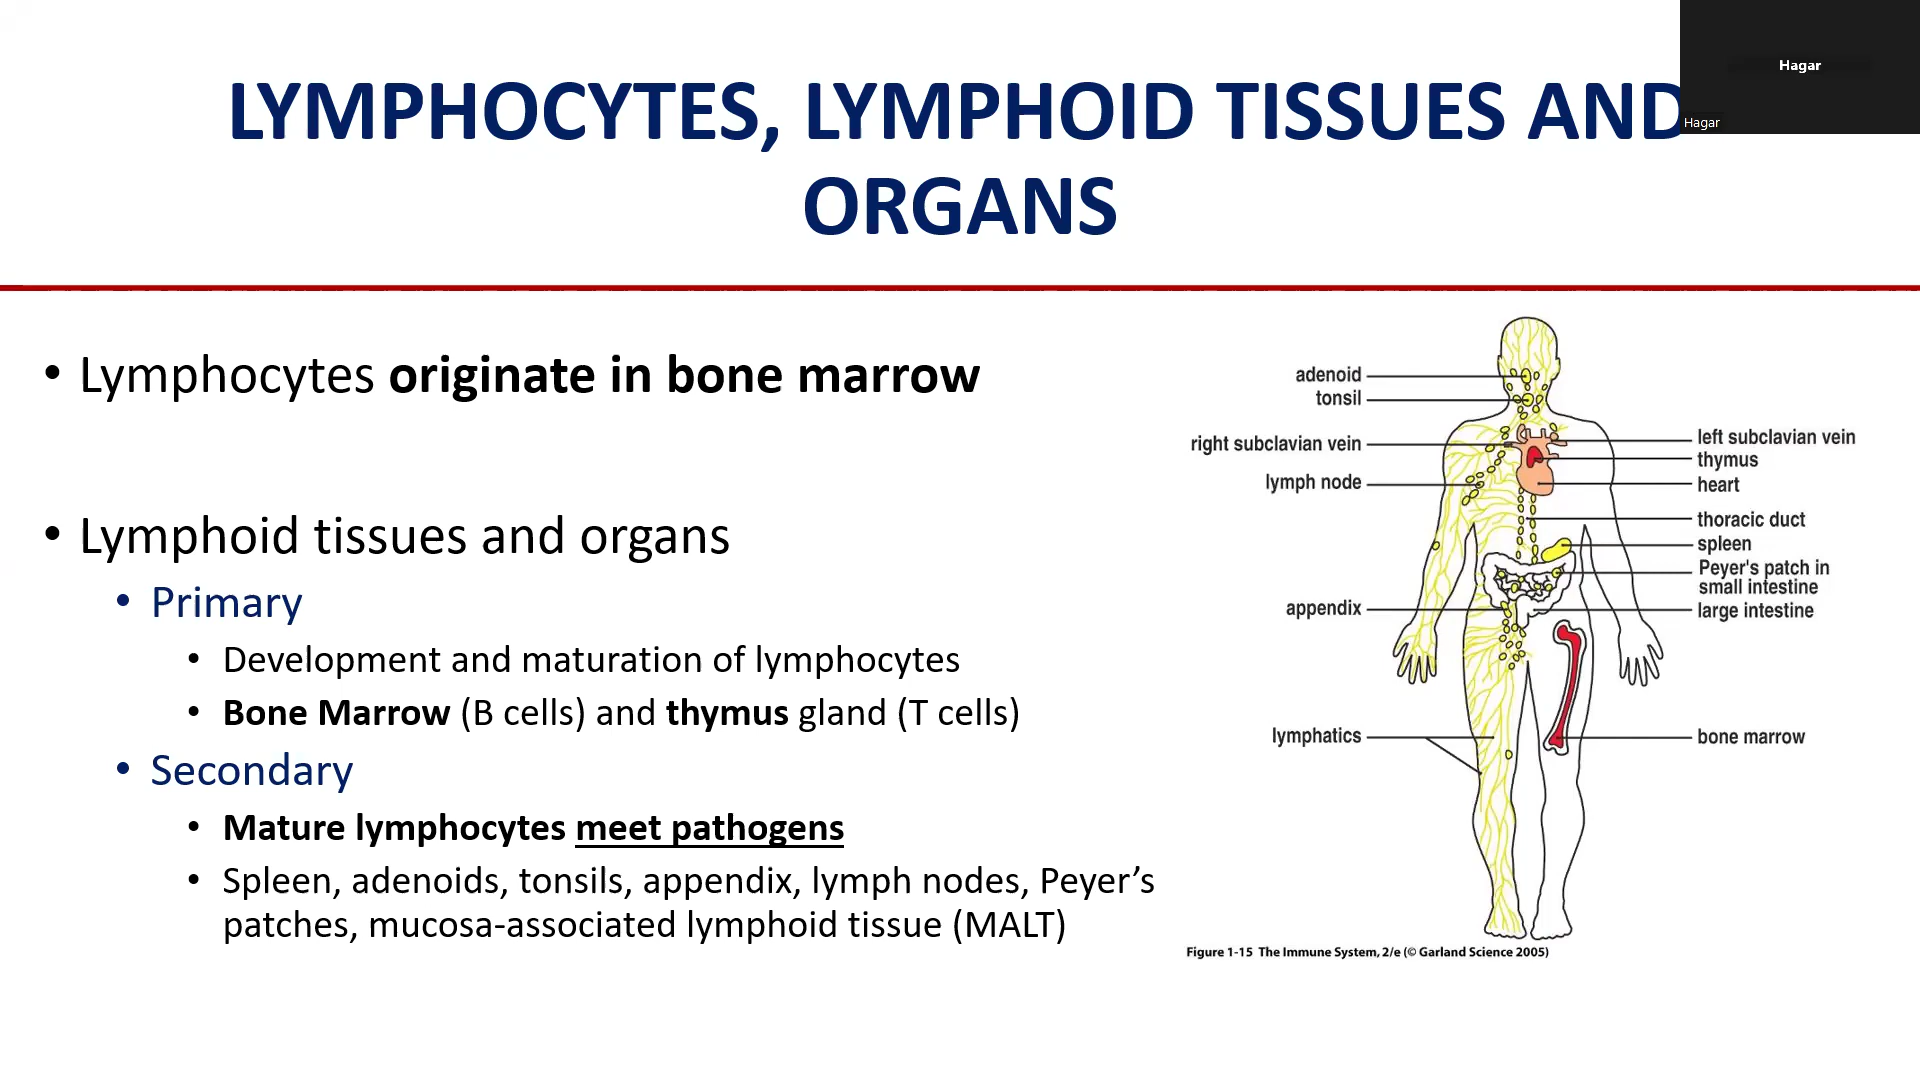 LYMPHOCYTES, LYMPHOID TISSUES AND
ORGANS
Hagar
Hagar
• Lymphocytes originate in bone marrow
• Lymphoid tissues and organs
• Primary
• Development and maturation of lymphocytes
• Bone Marrow (B cells) and thymus gland (T cells)
• Secondary
• Mature lymphocytes meet pathogens
• Spleen, adenoids, tonsils, appendix, lymph nodes, Peyer’s
patches, mucosa-associated lymphoid tissue (MALT)
adenoid
tonsil
right subclavian vein
lymph node
appendix
lymphatics
left subclavian vein
thymus
heart
thoracic duct
spleen
Peyer's patch in
small intestine
large intestine
bone marrow
Figure 1-15 The Immune System, 2/e (© Garland Science 2005)